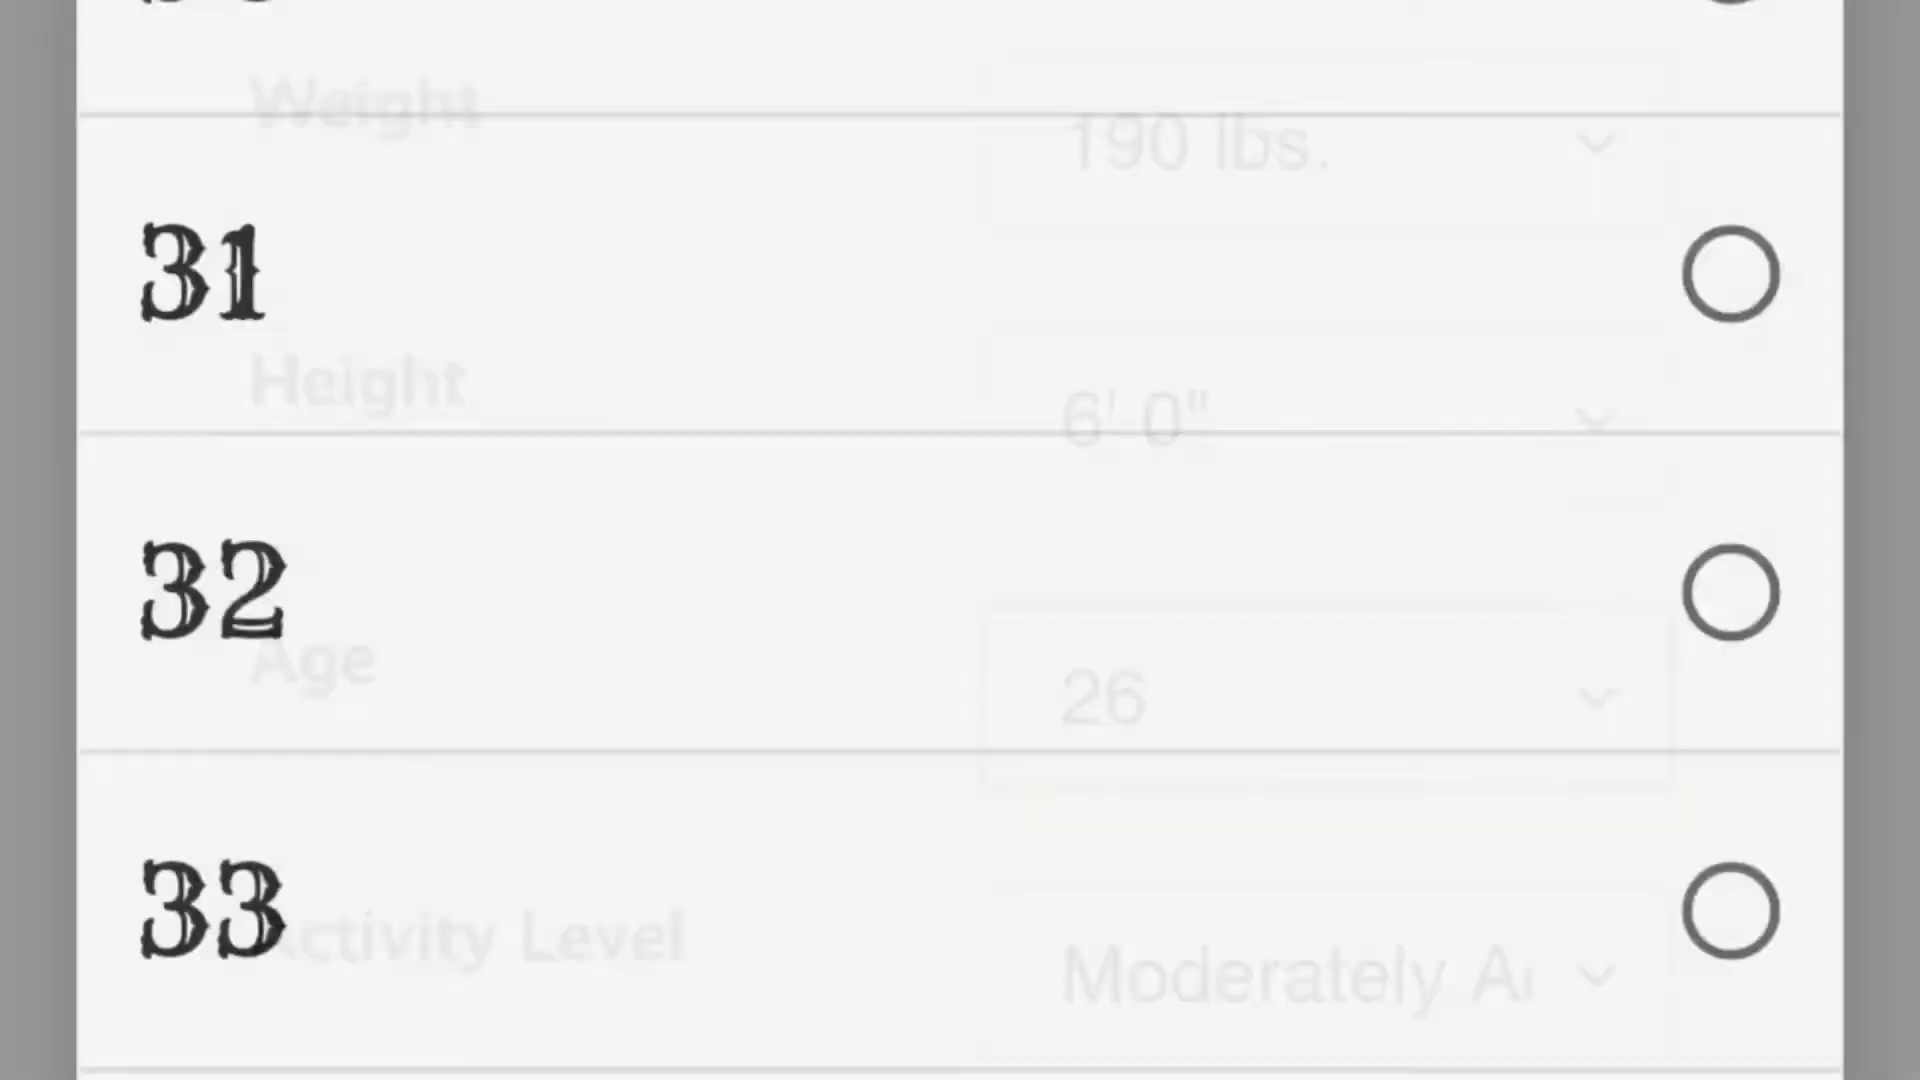 Weight
190 lbs.
31
Height
6' 0"
32
Age
26
33
Activity Level
Moderately